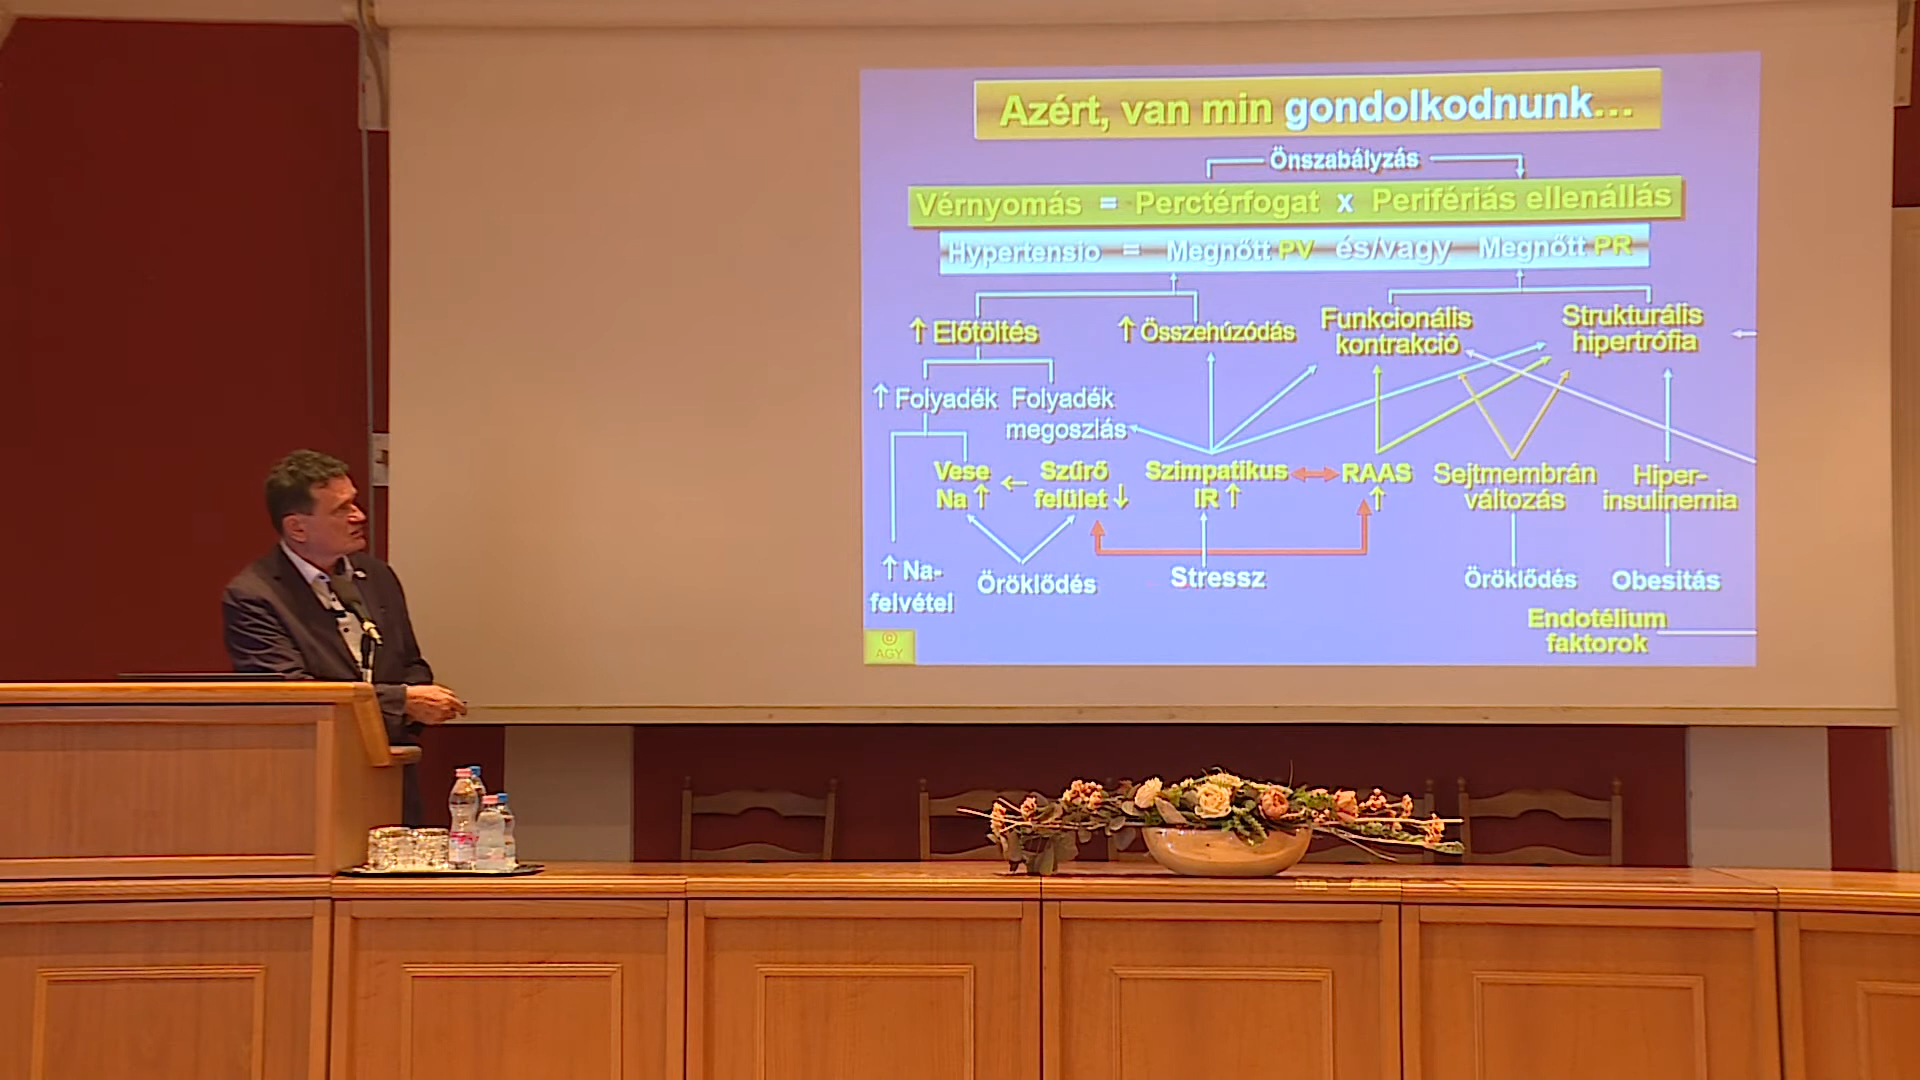 Azért, van min gondolkodnunk...
Önszabályzás
Vérnyomás = Perctérfogat x Perifériás ellenállás
Hypertensio = Megnőtt PV és/vagy Megnőtt PR
↑ Előtöltés
↑ Összehúzódás
Funkcionális
kontrakció
Strukturális
hipertrófia
↑ Folyadék
Folyadék
megoszlás
Vese
Na ↑
Szűrő
felület ↓
Szimpatikus
IR ↑
RAAS
↑
Sejtmembrán
változás
Hiper-
insulinemia
↑ Na-
felvétel
Öröklődés
Stressz
Öröklődés
Obesitás
Endotélium
faktorok
©
AGY